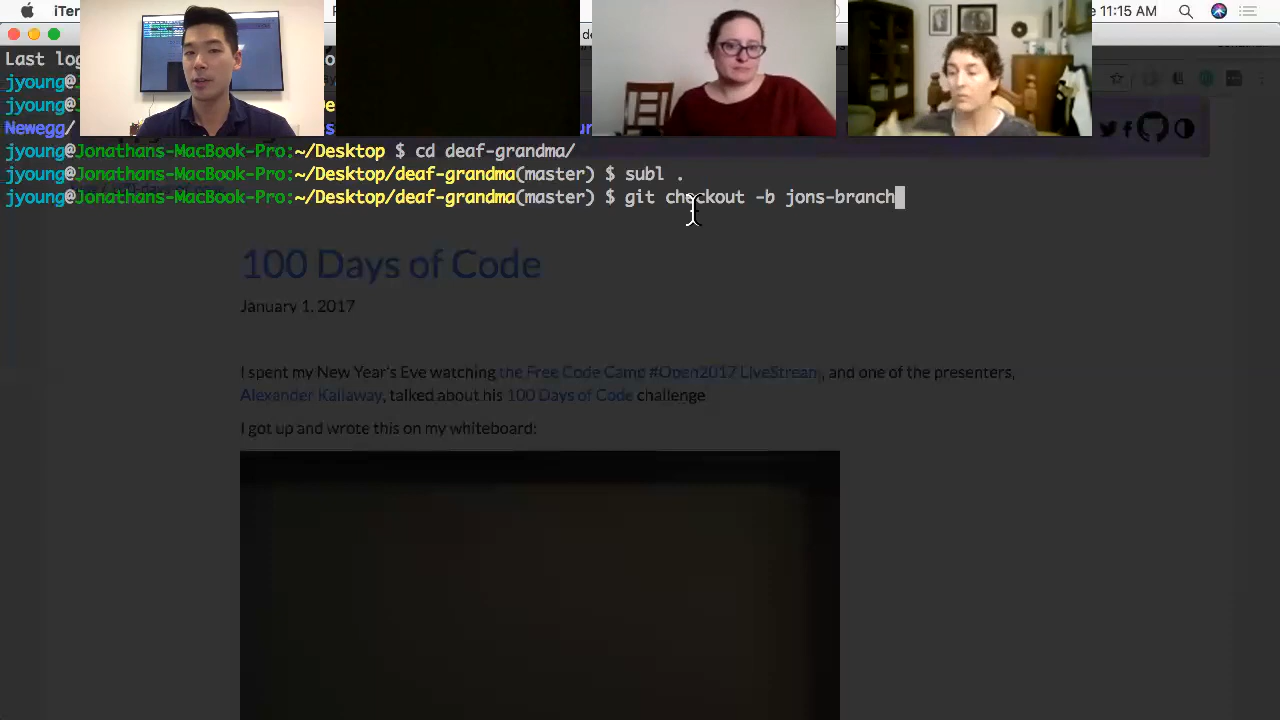 iTer
e 11:15 AM
Last log
jyoung@J
jyoung@J
Newegg/
jyoung@Jonathans-MacBook-Pro:~/Desktop $ cd deaf-grandma/
jyoung@Jonathans-MacBook-Pro:~/Desktop/deaf-grandma(master) $ subl .
jyoung@Jonathans-MacBook-Pro:~/Desktop/deaf-grandma(master) $ git checkout -b jons-branch
100 Days of Code
January 1, 2017
I spent my New Year's Eve watching the Free Code Camp #Open2017 LiveStream, and one of the presenters,
Alexander Kallaway, talked about his 100 Days of Code challenge
I got up and wrote this on my whiteboard: